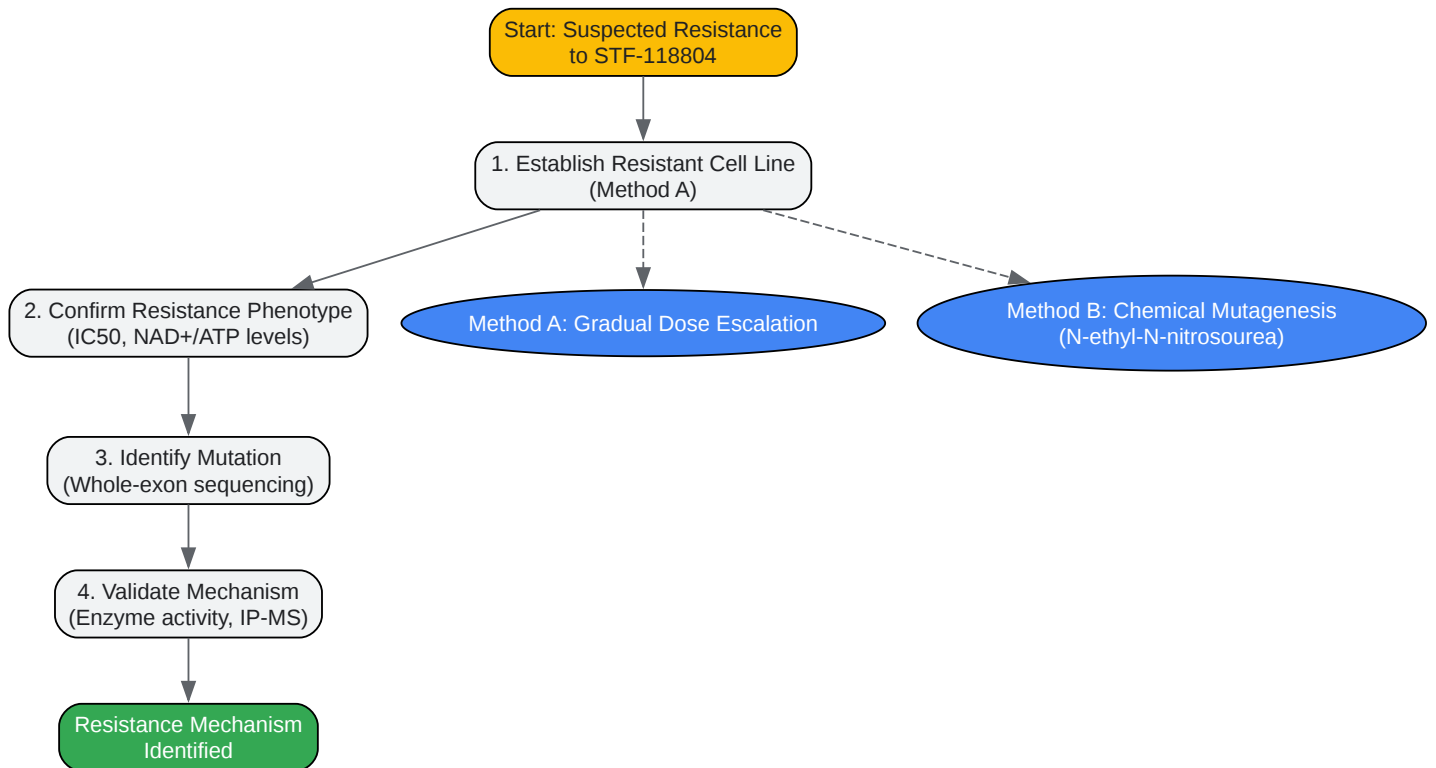 Start: Suspected Resistance
to STF-118804
1. Establish Resistant Cell Line
(Method A)
2. Confirm Resistance Phenotype
(IC50, NAD+/ATP levels)
Method A: Gradual Dose Escalation
Method B: Chemical Mutagenesis
(N-ethyl-N-nitrosourea)
3. Identify Mutation
(Whole-exon sequencing)
4. Validate Mechanism
(Enzyme activity, IP-MS)
Resistance Mechanism
Identified